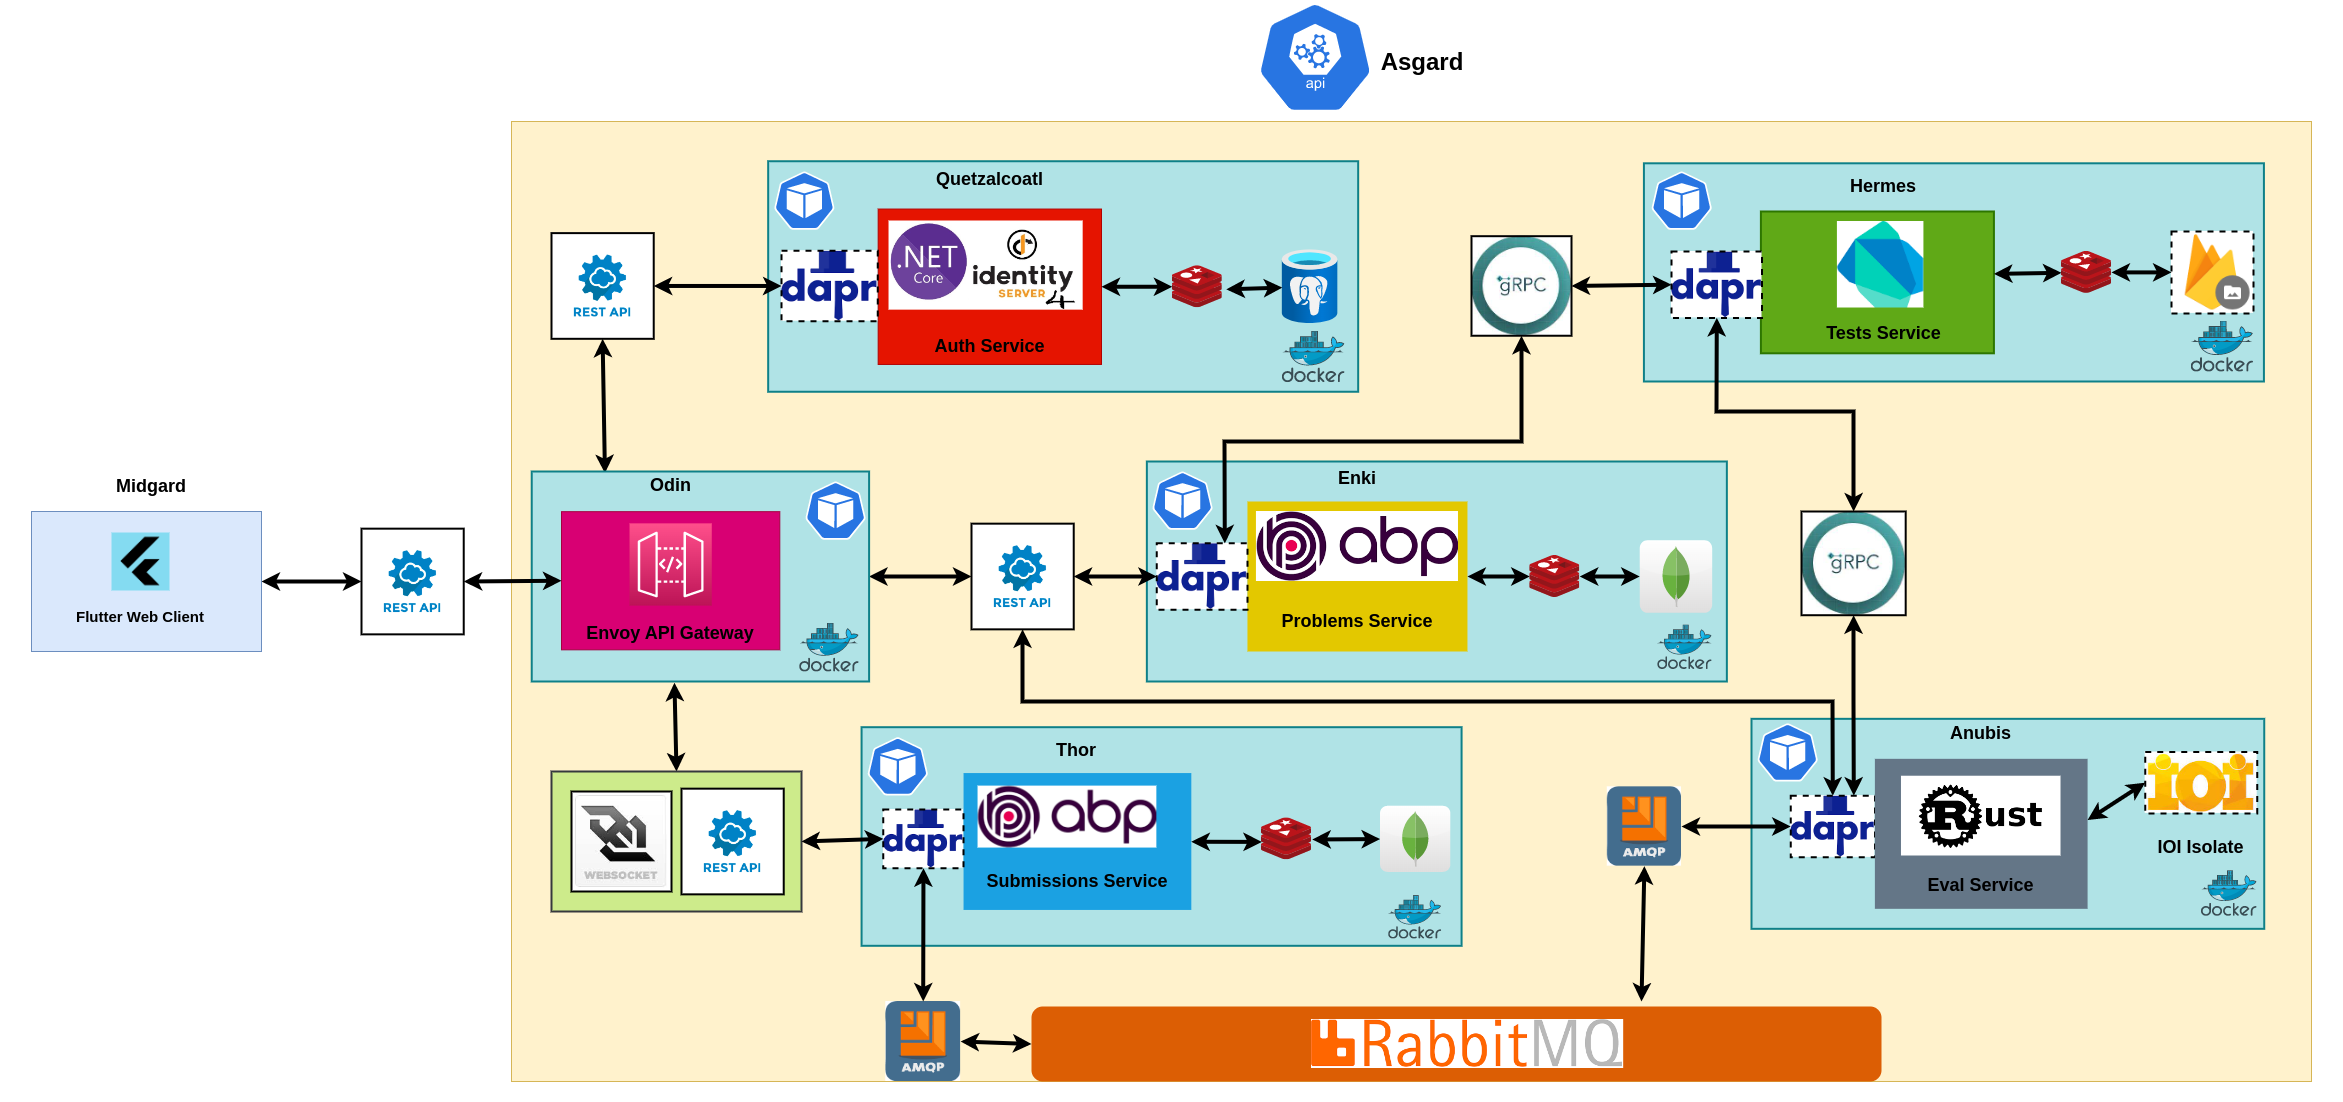 api
Asgard
Quetzalcoatl
.NET
Core
identity
SERVER
dapr
Auth Service
docker
REST API
Hermes
gRPC
dapr
Tests Service
docker
Midgard
Flutter Web Client
REST API
Odin
Envoy API Gateway
docker
REST API
Enki
dapr
abp
Problems Service
docker
gRPC
WEBSOCKET
REST API
Thor
dapr
abp
Submissions Service
docker
AMQP
Anubis
dapr
Rust
Eval Service
ioi
IOI Isolate
docker
AMQP
RabbitMQ